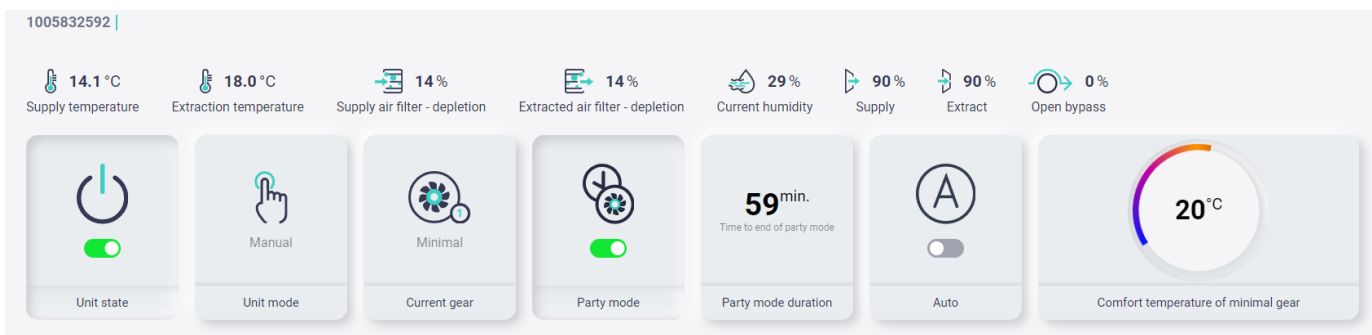 1005832592
14.1 °C
Supply temperature
18.0 °C
Extraction temperature
14 %
Supply air filter - depletion
14 %
Extracted air filter - depletion
29 %
Current humidity
90 %
Supply
90 %
Extract
0 %
Open bypass
Unit state
Manual
Unit mode
1
Minimal
Current gear
Party mode
59 min.
Time to end of party mode
Party mode duration
A
Auto
20 °C
Comfort temperature of minimal gear